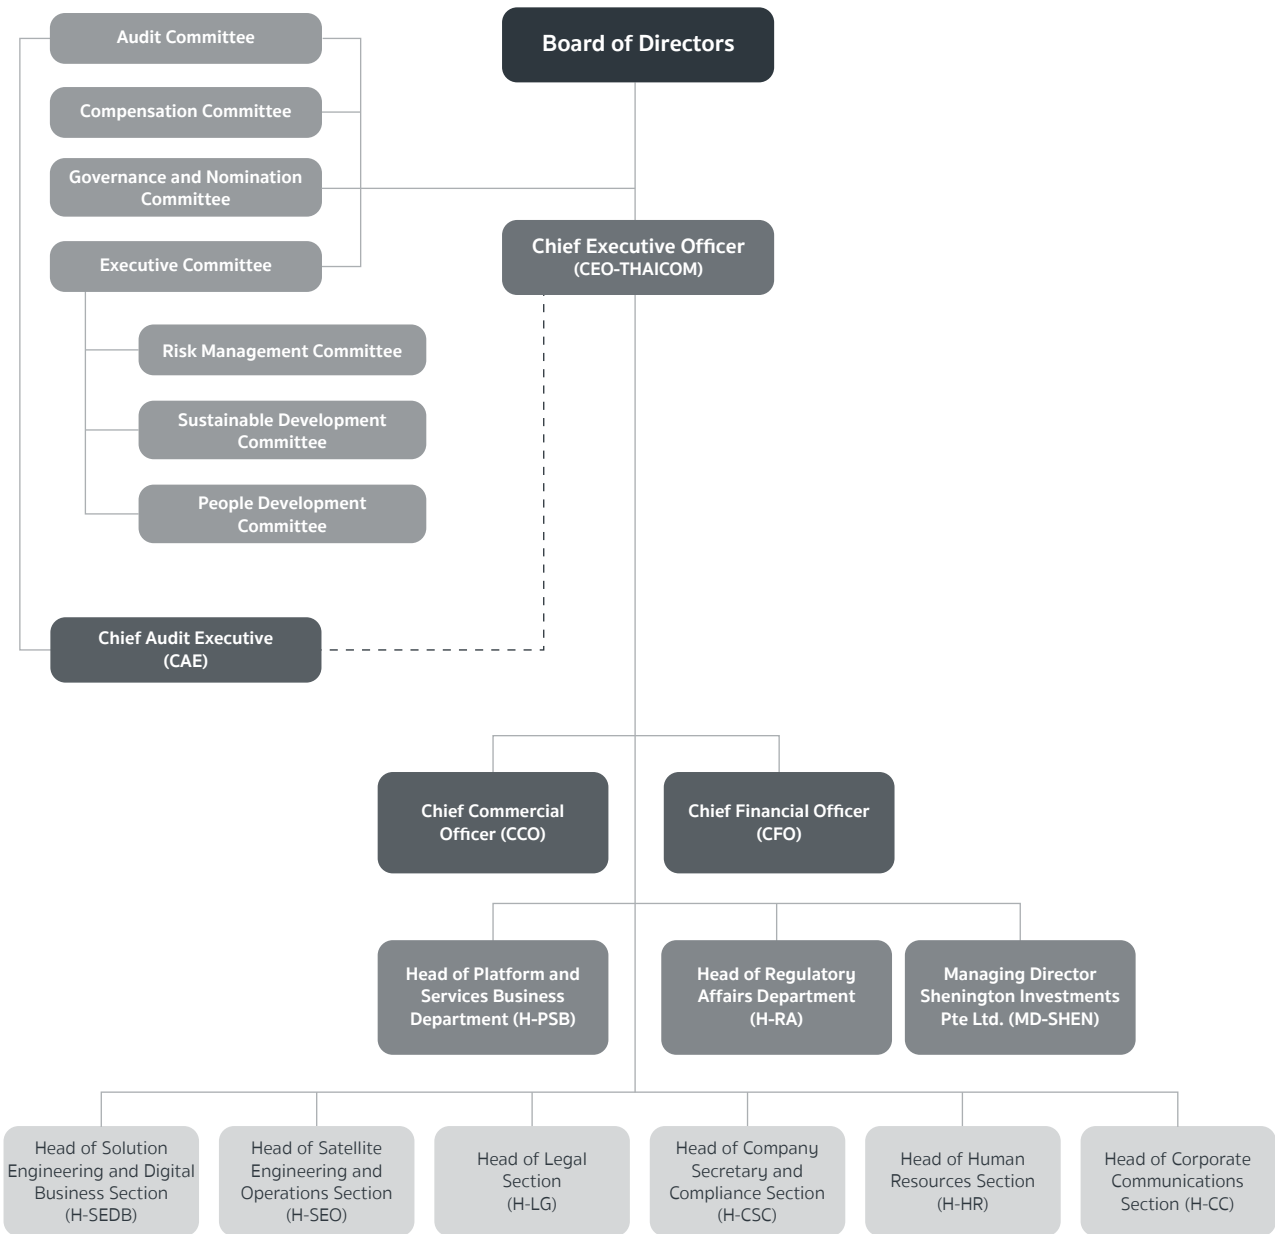 Audit Committee
Board of Directors
Compensation Committee
Governance and Nomination
Committee
Executive Committee
Chief Executive Officer
(CEO-THAICOM)
Risk Management Committee
Sustainable Development
Committee
People Development
Committee
Chief Audit Executive
(CAE)
Chief Commercial
Officer (CCO)
Chief Financial Officer
(CFO)
Head of Platform and
Services Business
Department (H-PSB)
Head of Regulatory
Affairs Department
(H-RA)
Managing Director
Shenington Investments
Pte Ltd. (MD-SHEN)
Head of Solution
Engineering and Digital
Business Section
(H-SEDB)
Head of Satellite
Engineering and
Operations Section
(H-SEO)
Head of Legal
Section
(H-LG)
Head of Company
Secretary and
Compliance Section
(H-CSC)
Head of Human
Resources Section
(H-HR)
Head of Corporate
Communications
Section (H-CC)